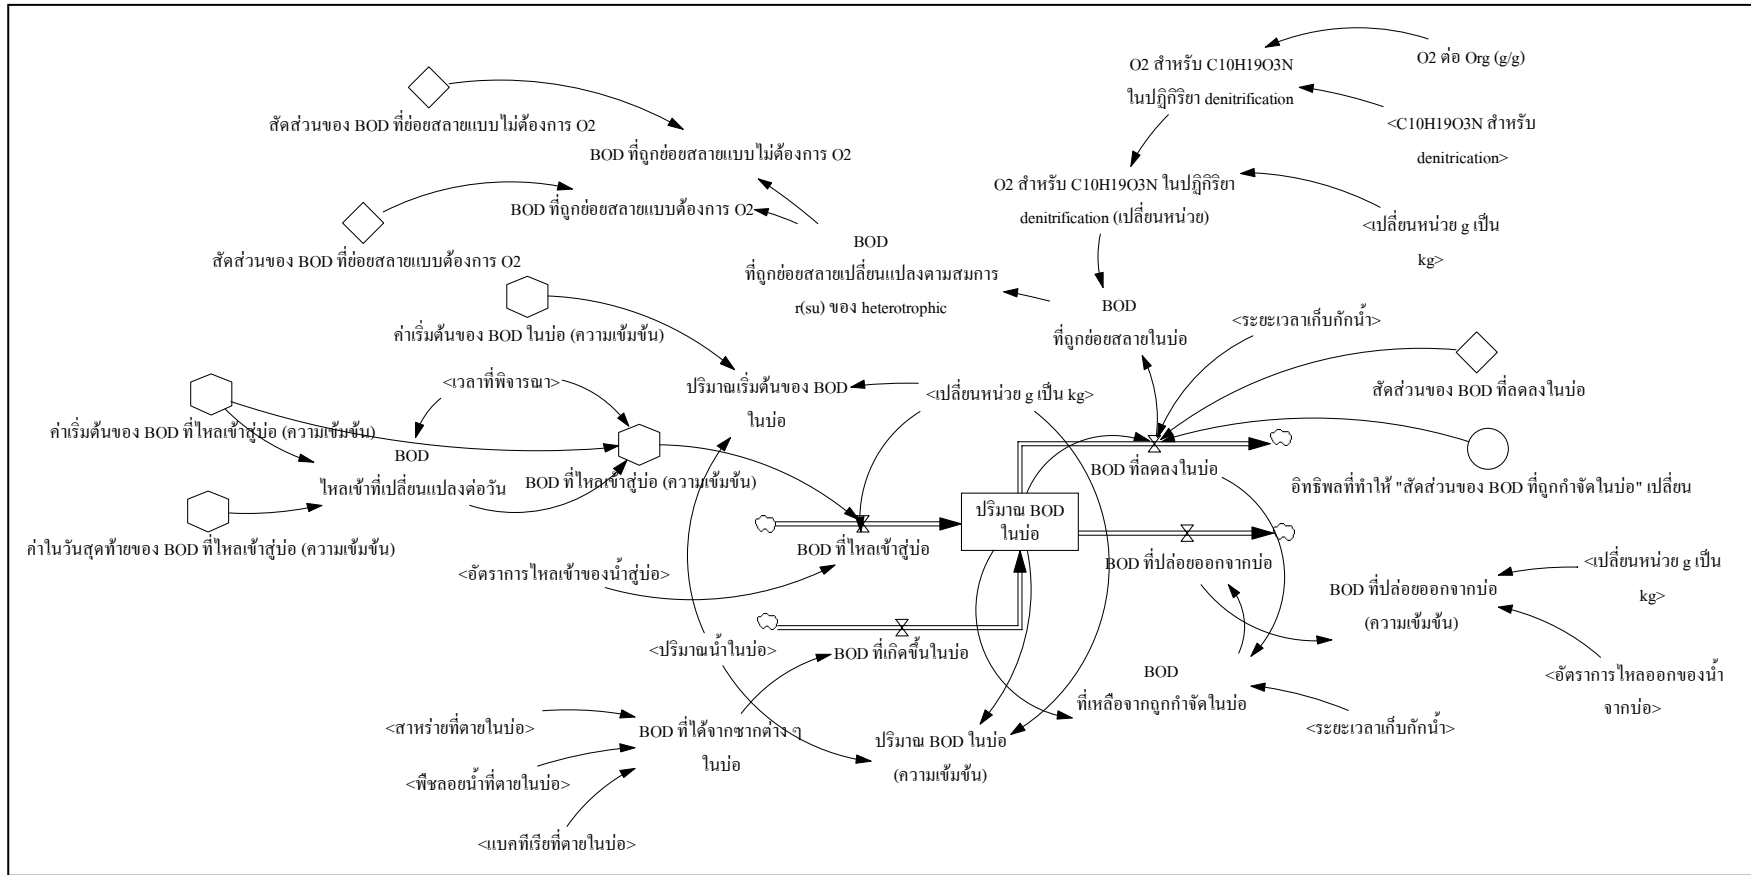 O2 ต่อ Org (g/g)
O2 สำหรับ C10H19O3N
ในปฏิกิริยา denitrification
<C10H19O3N สำหรับ
denitrication>
สัดส่วนของ BOD ที่ย่อยสลายแบบไม่ต้องการ O2
BOD ที่ถูกย่อยสลายแบบไม่ต้องการ O2
O2 สำหรับ C10H19O3N ในปฏิกิริยา
denitrification (เปลี่ยนหน่วย)
BOD ที่ถูกย่อยสลายแบบต้องการ O2
<เปลี่ยนหน่วย g เป็น
kg>
สัดส่วนของ BOD ที่ย่อยสลายแบบต้องการ O2
BOD
ที่ถูกย่อยสลายเปลี่ยนแปลงตามสมการ
r(su) ของ heterotrophic
BOD
ที่ถูกย่อยสลายในบ่อ
<ระยะเวลาเก็บกักน้ำ>
ค่าเริ่มต้นของ BOD ในบ่อ (ความเข้มข้น)
<เวลาที่พิจารณา>
ปริมาณเริ่มต้นของ BOD
ในบ่อ
<เปลี่ยนหน่วย g เป็น kg>
สัดส่วนของ BOD ที่ลดลงในบ่อ
ค่าเริ่มต้นของ BOD ที่ไหลเข้าสู่บ่อ (ความเข้มข้น)
BOD
ไหลเข้าที่เปลี่ยนแปลงต่อวัน
BOD ที่ไหลเข้าสู่บ่อ (ความเข้มข้น)
BOD ที่ลดลงในบ่อ
อิทธิพลที่ทำให้ "สัดส่วนของ BOD ที่ถูกกำจัดในบ่อ" เปลี่ยน
ค่าในวันสุดท้ายของ BOD ที่ไหลเข้าสู่บ่อ (ความเข้มข้น)
BOD ที่ไหลเข้าสู่บ่อ
ปริมาณ BOD
ในบ่อ
BOD ที่ปล่อยออกจากบ่อ
<อัตราการไหลเข้าของน้ำสู่บ่อ>
BOD ที่ปล่อยออกจากบ่อ
(ความเข้มข้น)
<เปลี่ยนหน่วย g เป็น
kg>
<ปริมาณน้ำในบ่อ>
BOD ที่เกิดขึ้นในบ่อ
BOD
ที่เหลือจากถูกกำจัดในบ่อ
<อัตราการไหลออกของน้ำ
จากบ่อ>
<สาหร่ายที่ตายในบ่อ>
BOD ที่ได้จากซากต่าง ๆ
ในบ่อ
ปริมาณ BOD ในบ่อ
(ความเข้มข้น)
<ระยะเวลาเก็บกักน้ำ>
<พืชลอยน้ำที่ตายในบ่อ>
<แบคทีเรียที่ตายในบ่อ>